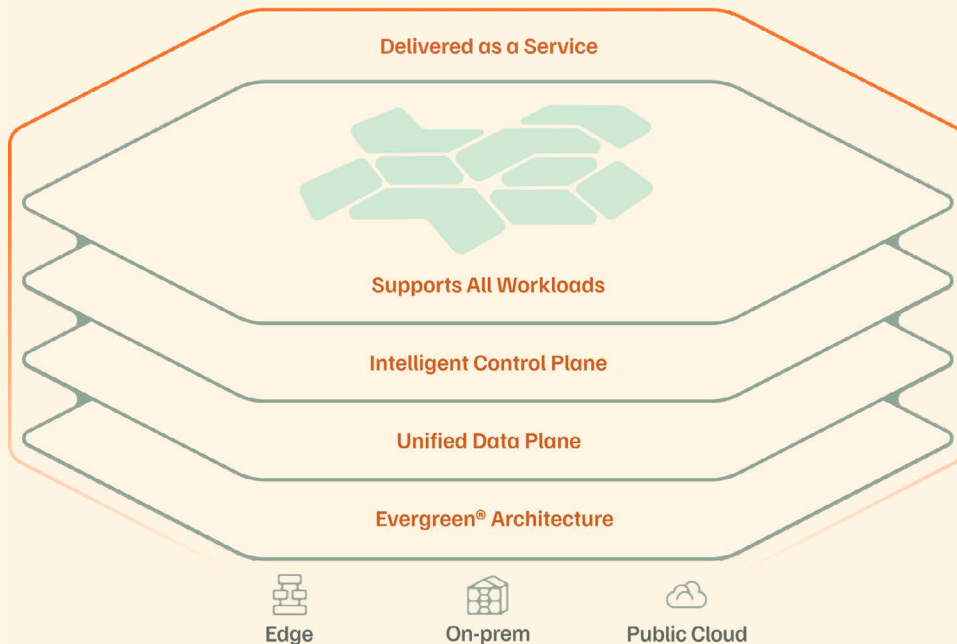 Delivered as a Service
Supports All Workloads
Intelligent Control Plane
Unified Data Plane
Evergreen® Architecture
Edge On-prem Public Cloud